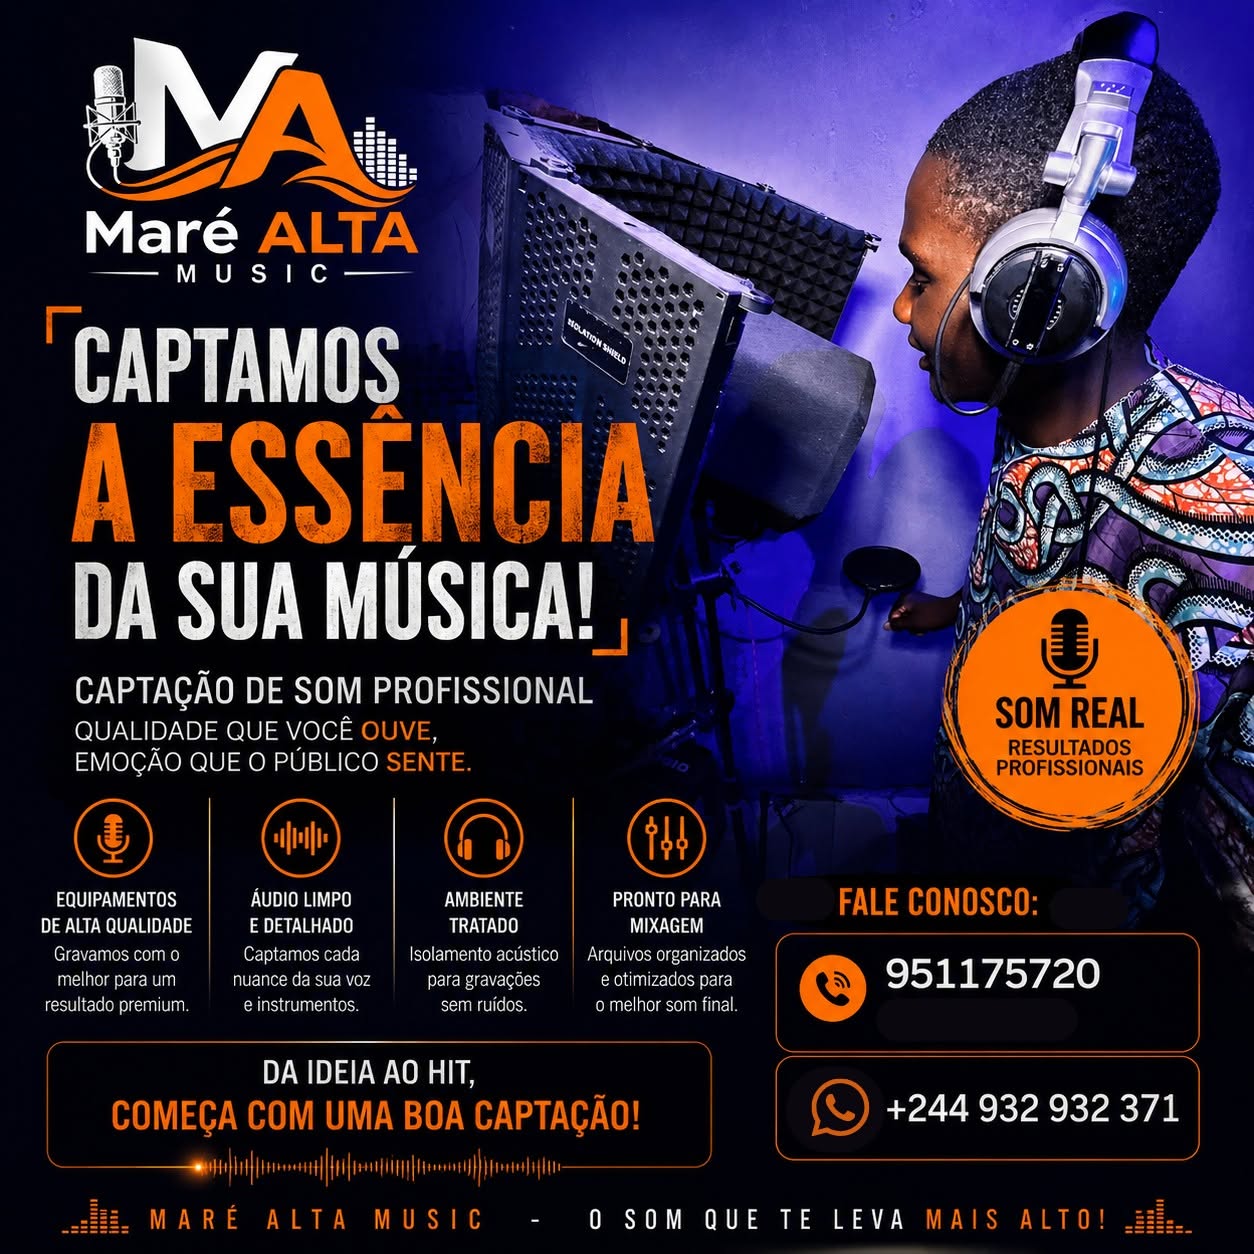 MA
Maré ALTA
MUSIC
CAPTAMOS
A ESSÊNCIA
DA SUA MÚSICA!
CAPTAÇÃO DE SOM PROFISSIONAL
QUALIDADE QUE VOCÊ OUVE,
EMOÇÃO QUE O PÚBLICO SENTE.
ISOLATION SHIELD
SOM REAL
RESULTADOS
PROFISSIONAIS
EQUIPAMENTOS
DE ALTA QUALIDADE
Gravamos com o
melhor para um
resultado premium.
ÁUDIO LIMPO
E DETALHADO
Captamos cada
nuance da sua voz
e instrumentos.
AMBIENTE
TRATADO
Isolamento acústico
para gravações
sem ruídos.
PRONTO PARA
MIXAGEM
Arquivos organizados
e otimizados para
o melhor som final.
FALE CONOSCO:
951175720
+244 932 932 371
DA IDEIA AO HIT,
COMEÇA COM UMA BOA CAPTAÇÃO!
MARÉ ALTA MUSIC - O SOM QUE TE LEVA MAIS ALTO!